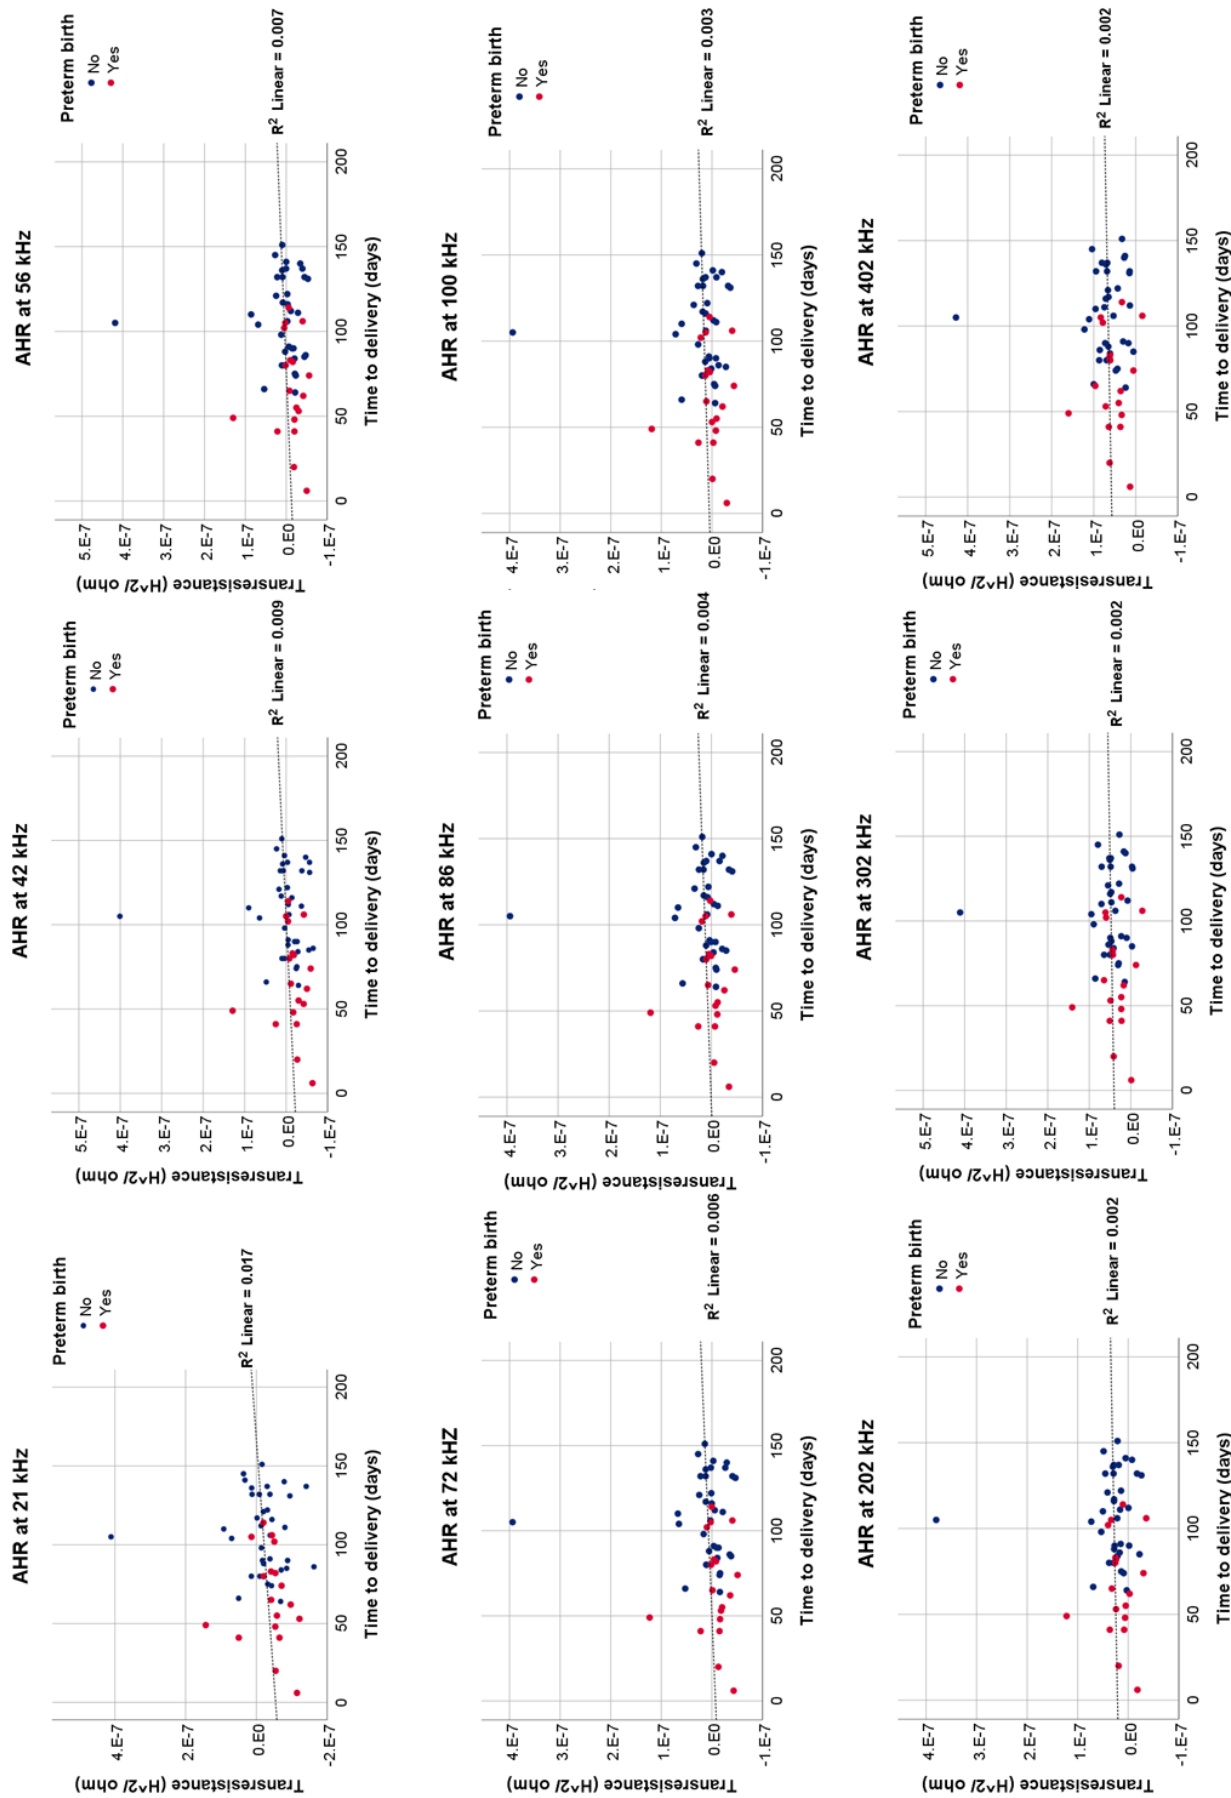 AHR at 21 kHz
Preterm birth
No
Yes
Transresistance (H^2/ ohm)
4.E-7
2.E-7
0.E0
-2.E-7
R² Linear = 0.017
0 50 100 150 200
Time to delivery (days)
AHR at 42 kHz
Preterm birth
No
Yes
Transresistance (H^2/ ohm)
5.E-7
4.E-7
2.E-7
1.E-7
0.E0
-1.E-7
R² Linear = 0.009
0 50 100 150 200
Time to delivery (days)
AHR at 56 kHz
Preterm birth
No
Yes
Transresistance (H^2/ ohm)
5.E-7
4.E-7
2.E-7
1.E-7
0.E0
-1.E-7
R² Linear = 0.007
0 50 100 150 200
Time to delivery (days)
AHR at 72 kHZ
Preterm birth
No
Yes
Transresistance (H^2/ ohm)
4.E-7
3.E-7
2.E-7
1.E-7
0.E0
-1.E-7
R² Linear = 0.006
0 50 100 150 200
Time to delivery (days)
AHR at 86 kHz
Preterm birth
No
Yes
Transresistance (H^2/ ohm)
4.E-7
3.E-7
2.E-7
1.E-7
0.E0
-1.E-7
R² Linear = 0.004
0 50 100 150 200
Time to delivery (days)
AHR at 100 kHz
Preterm birth
No
Yes
Transresistance (H^2/ ohm)
4.E-7
3.E-7
2.E-7
1.E-7
0.E0
-1.E-7
R² Linear = 0.003
0 50 100 150 200
Time to delivery (days)
AHR at 202 kHz
Preterm birth
No
Yes
Transresistance (H^2/ ohm)
4.E-7
3.E-7
2.E-7
1.E-7
0.E0
-1.E-7
R² Linear = 0.002
0 50 100 150 200
Time to delivery (days)
AHR at 302 kHz
Preterm birth
No
Yes
Transresistance (H^2/ ohm)
5.E-7
4.E-7
2.E-7
1.E-7
0.E0
-1.E-7
R² Linear = 0.002
0 50 100 150 200
Time to delivery (days)
AHR at 402 kHz
Preterm birth
No
Yes
Transresistance (H^2/ ohm)
5.E-7
4.E-7
2.E-7
1.E-7
0.E0
-1.E-7
R² Linear = 0.002
0 50 100 150 200
Time to delivery (days)